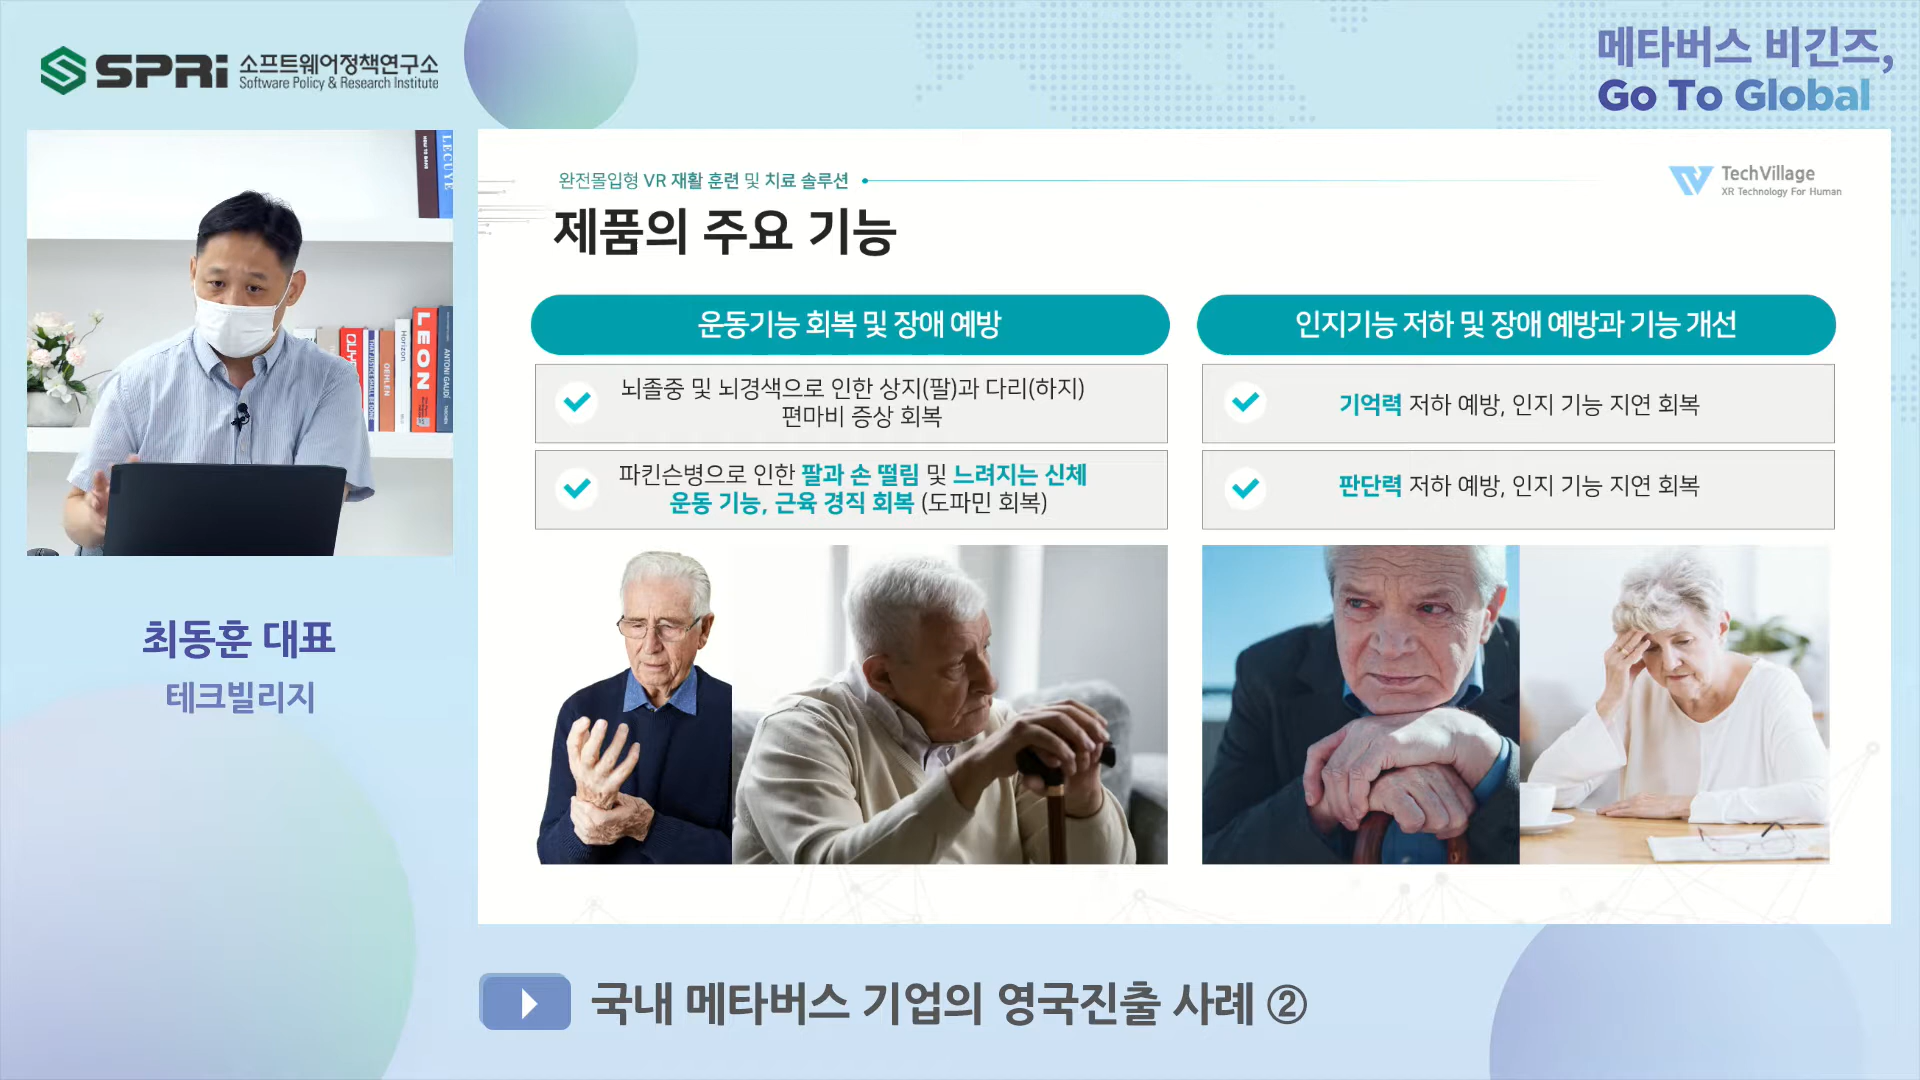 SPRi 소프트웨어정책연구소
Software Policy & Research Institute
메타버스 비긴즈,
Go To Global
LECUYE
HOW TO BAKE
Horizon
OEHLEN
LEON
ANTONI GAUDÍ
최동훈 대표
테크빌리지
완전몰입형 VR 재활 훈련 및 치료 솔루션
TechVillage
XR Technology For Human
제품의 주요 기능
운동기능 회복 및 장애 예방
뇌졸중 및 뇌경색으로 인한 상지(팔)과 다리(하지)
편마비 증상 회복
파킨슨병으로 인한 팔과 손 떨림 및 느려지는 신체
운동 기능, 근육 경직 회복 (도파민 회복)
인지기능 저하 및 장애 예방과 기능 개선
기억력 저하 예방, 인지 기능 지연 회복
판단력 저하 예방, 인지 기능 지연 회복
국내 메타버스 기업의 영국진출 사례 ②